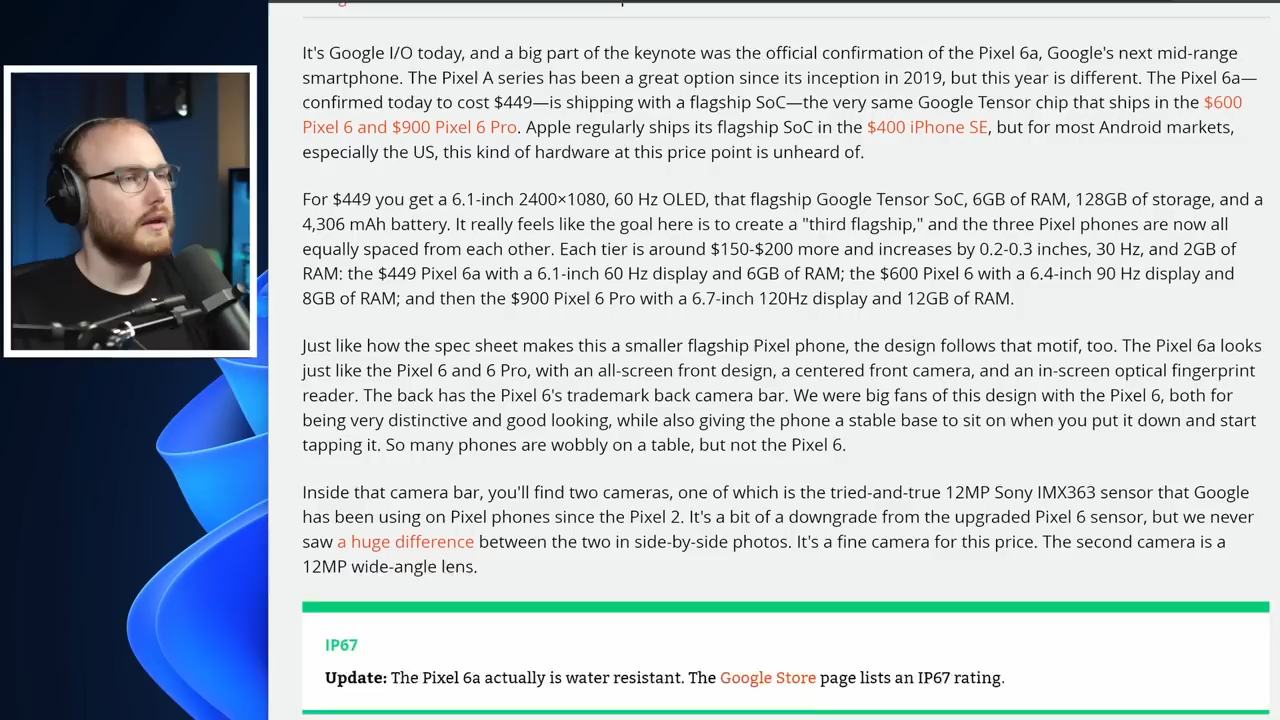 It's Google I/O today, and a big part of the keynote was the official confirmation of the Pixel 6a, Google's next mid-range
smartphone. The Pixel A series has been a great option since its inception in 2019, but this year is different. The Pixel 6a—
confirmed today to cost $449—is shipping with a flagship SoC—the very same Google Tensor chip that ships in the $600
Pixel 6 and $900 Pixel 6 Pro. Apple regularly ships its flagship SoC in the $400 iPhone SE, but for most Android markets,
especially the US, this kind of hardware at this price point is unheard of.
For $449 you get a 6.1-inch 2400×1080, 60 Hz OLED, that flagship Google Tensor SoC, 6GB of RAM, 128GB of storage, and a
4,306 mAh battery. It really feels like the goal here is to create a "third flagship," and the three Pixel phones are now all
equally spaced from each other. Each tier is around $150-$200 more and increases by 0.2-0.3 inches, 30 Hz, and 2GB of
RAM: the $449 Pixel 6a with a 6.1-inch 60 Hz display and 6GB of RAM; the $600 Pixel 6 with a 6.4-inch 90 Hz display and
8GB of RAM; and then the $900 Pixel 6 Pro with a 6.7-inch 120Hz display and 12GB of RAM.
Just like how the spec sheet makes this a smaller flagship Pixel phone, the design follows that motif, too. The Pixel 6a looks
just like the Pixel 6 and 6 Pro, with an all-screen front design, a centered front camera, and an in-screen optical fingerprint
reader. The back has the Pixel 6's trademark back camera bar. We were big fans of this design with the Pixel 6, both for
being very distinctive and good looking, while also giving the phone a stable base to sit on when you put it down and start
tapping it. So many phones are wobbly on a table, but not the Pixel 6.
Inside that camera bar, you'll find two cameras, one of which is the tried-and-true 12MP Sony IMX363 sensor that Google
has been using on Pixel phones since the Pixel 2. It's a bit of a downgrade from the upgraded Pixel 6 sensor, but we never
saw a huge difference between the two in side-by-side photos. It's a fine camera for this price. The second camera is a
12MP wide-angle lens.
IP67
Update: The Pixel 6a actually is water resistant. The Google Store page lists an IP67 rating.